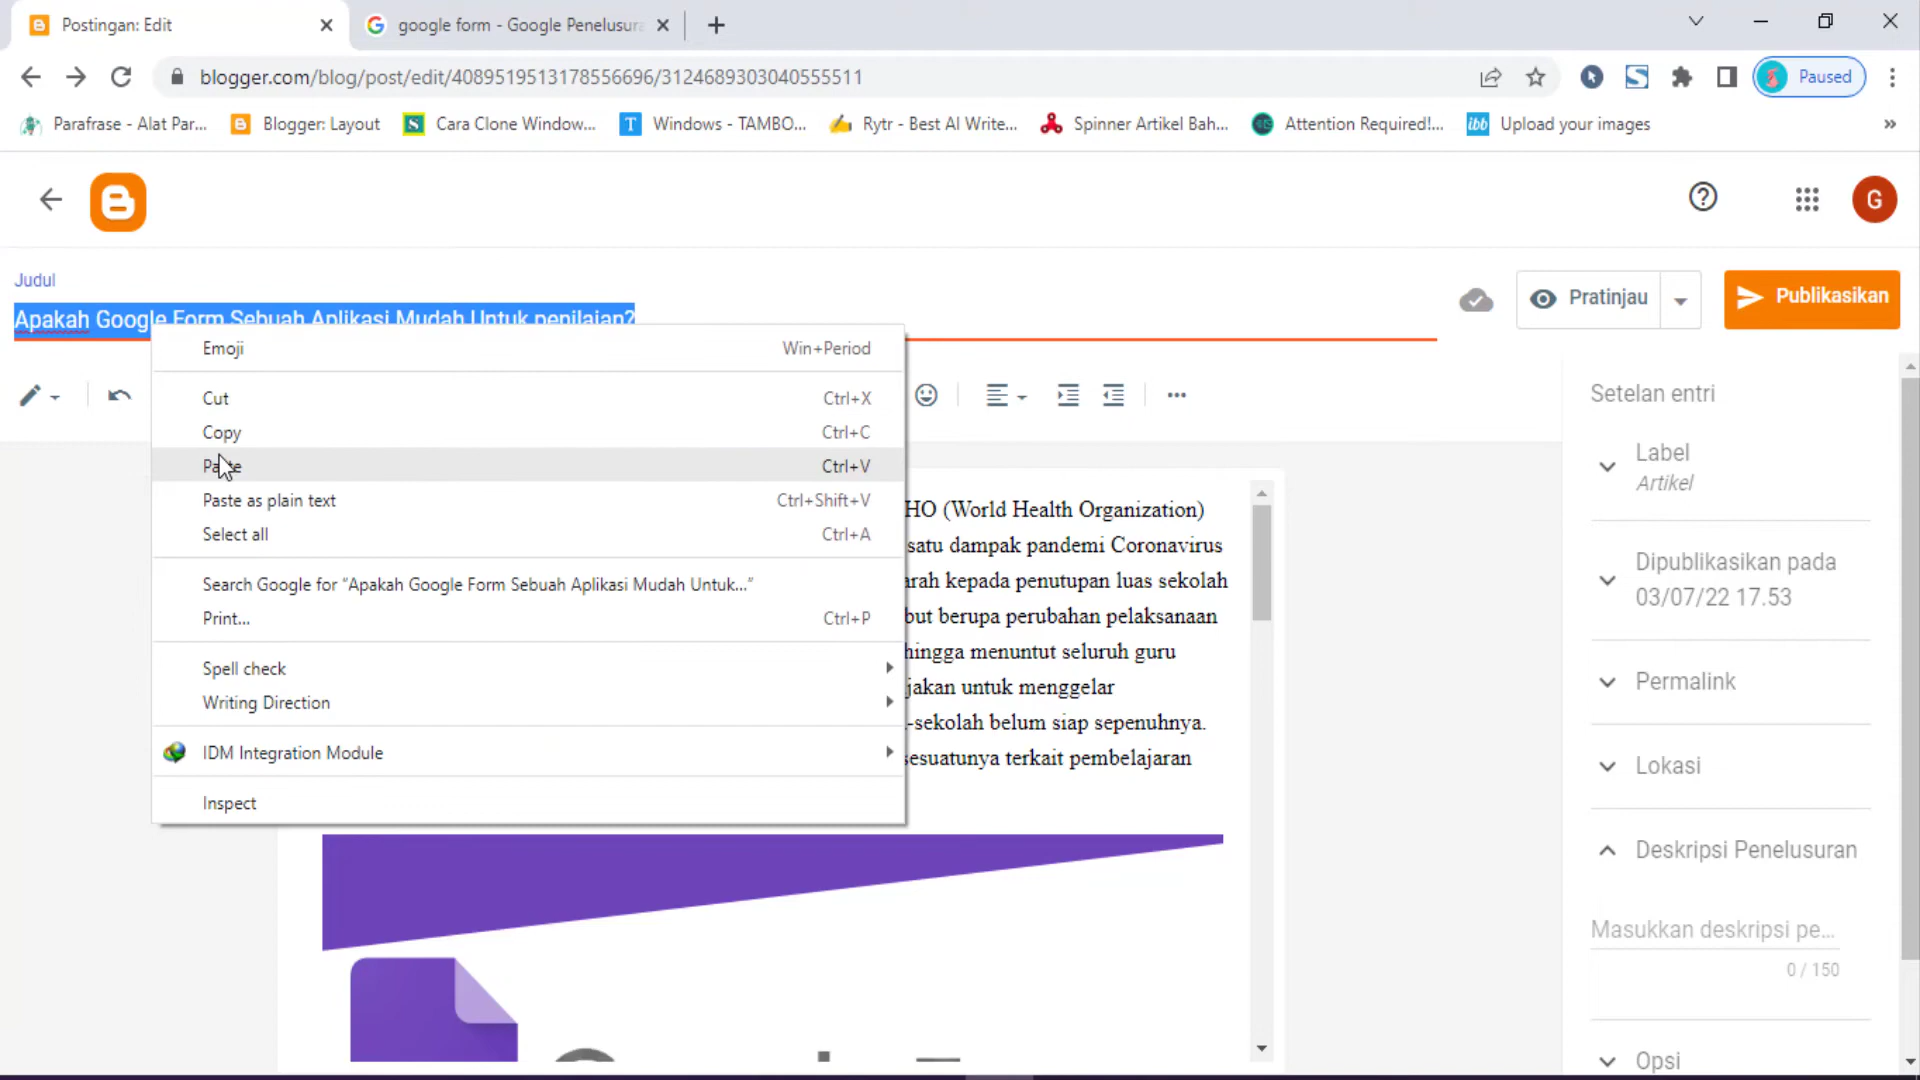 Postingan: Edit
google form - Google Penelusura
blogger.com/blog/post/edit/4089519513178556696/3124689303040555511
Paused
Parafrase - Alat Par...
Blogger: Layout
Cara Clone Window...
Windows - TAMBO...
Rytr - Best AI Write...
Spinner Artikel Bah...
Attention Required!...
ibb Upload your images
»
G
Judul
Apakah Google Form Sebuah Aplikasi Mudah Untuk penilaian?
Pratinjau
Publikasikan
Emoji Win+Period
Cut Ctrl+X
Copy Ctrl+C
Paste Ctrl+V
Paste as plain text Ctrl+Shift+V
Select all Ctrl+A
Search Google for “Apakah Google Form Sebuah Aplikasi Mudah Untuk...”
Print... Ctrl+P
Spell check
Writing Direction
IDM Integration Module
Inspect
HO (World Health Organization)
satu dampak pandemi Coronavirus
arah kepada penutupan luas sekolah
but berupa perubahan pelaksanaan
hingga menuntut seluruh guru
jakan untuk menggelar
-sekolah belum siap sepenuhnya.
sesuatunya terkait pembelajaran
Setelan entri
Label
Artikel
Dipublikasikan pada
03/07/22 17.53
Permalink
Lokasi
Deskripsi Penelusuran
Masukkan deskripsi pe...
0 / 150
Opsi